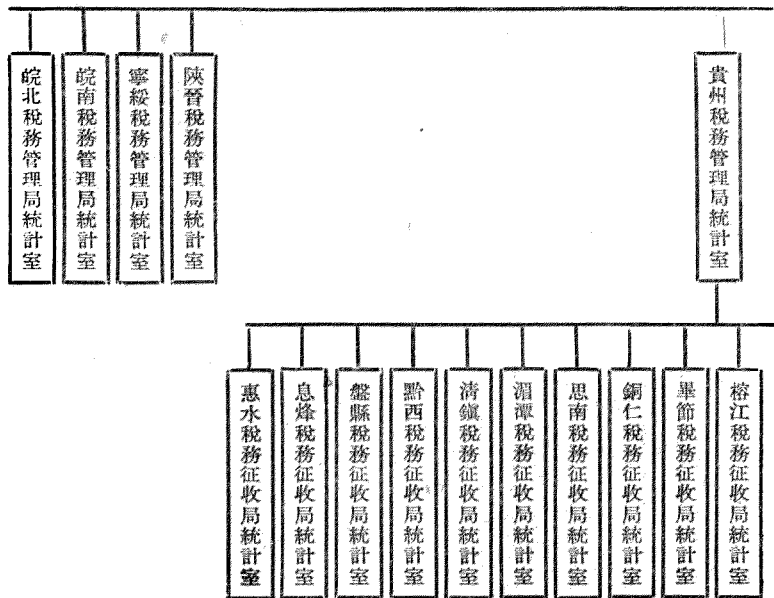 貴州稅務管理局統計室
陝晉稅務管理局統計室
寧綏稅務管理局統計室
皖南稅務管理局統計室
皖北稅務管理局統計室
榕江稅務征收局統計室
畢節稅務征收局統計室
銅仁稅務征收局統計室
思南稅務征收局統計室
湄潭稅務征收局統計室
清鎭稅務征收局統計室
黔西稅務征收局統計室
盤縣稅務征收局統計室
息烽稅務征收局統計室
惠水稅務征收局統計室